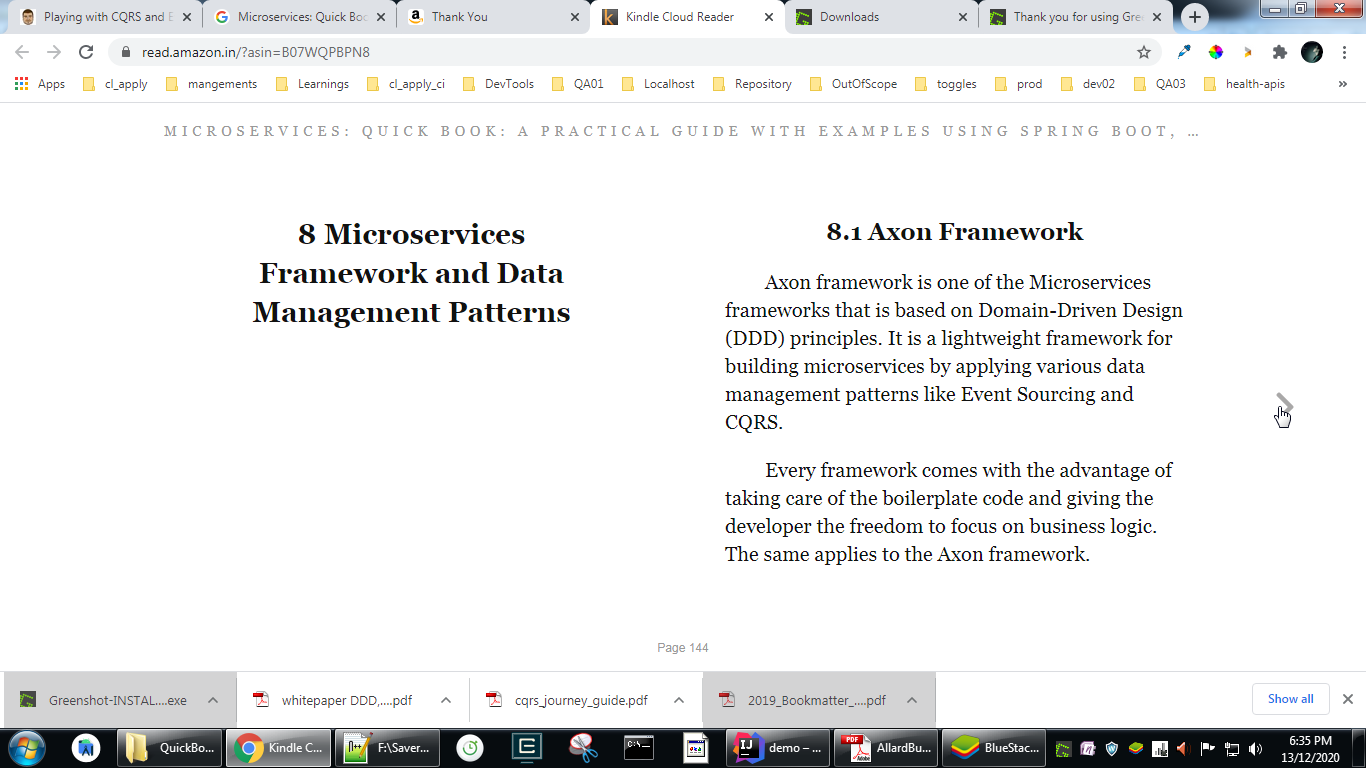 Playing with CQRS and E
Microservices: Quick Boo
Thank You
Kindle Cloud Reader
Downloads
Thank you for using Gree
read.amazon.in/?asin=B07WQPBPN8
Apps
cl_apply
mangements
Learnings
cl_apply_ci
DevTools
QA01
Localhost
Repository
OutOfScope
toggles
prod
dev02
QA03
health-apis
MICROSERVICES: QUICK BOOK: A PRACTICAL GUIDE WITH EXAMPLES USING SPRING BOOT, …
8 Microservices
Framework and Data
Management Patterns
8.1 Axon Framework
Axon framework is one of the Microservices
frameworks that is based on Domain-Driven Design
(DDD) principles. It is a lightweight framework for
building microservices by applying various data
management patterns like Event Sourcing and
CQRS.
Every framework comes with the advantage of
taking care of the boilerplate code and giving the
developer the freedom to focus on business logic.
The same applies to the Axon framework.
Page 144
Greenshot-INSTAL....exe
whitepaper DDD,....pdf
cqrs_journey_guide.pdf
2019_Bookmatter_....pdf
Show all
QuickBo...
Kindle C...
F:\Saver...
demo – ...
AllardBu...
BlueStac...
6:35 PM
13/12/2020